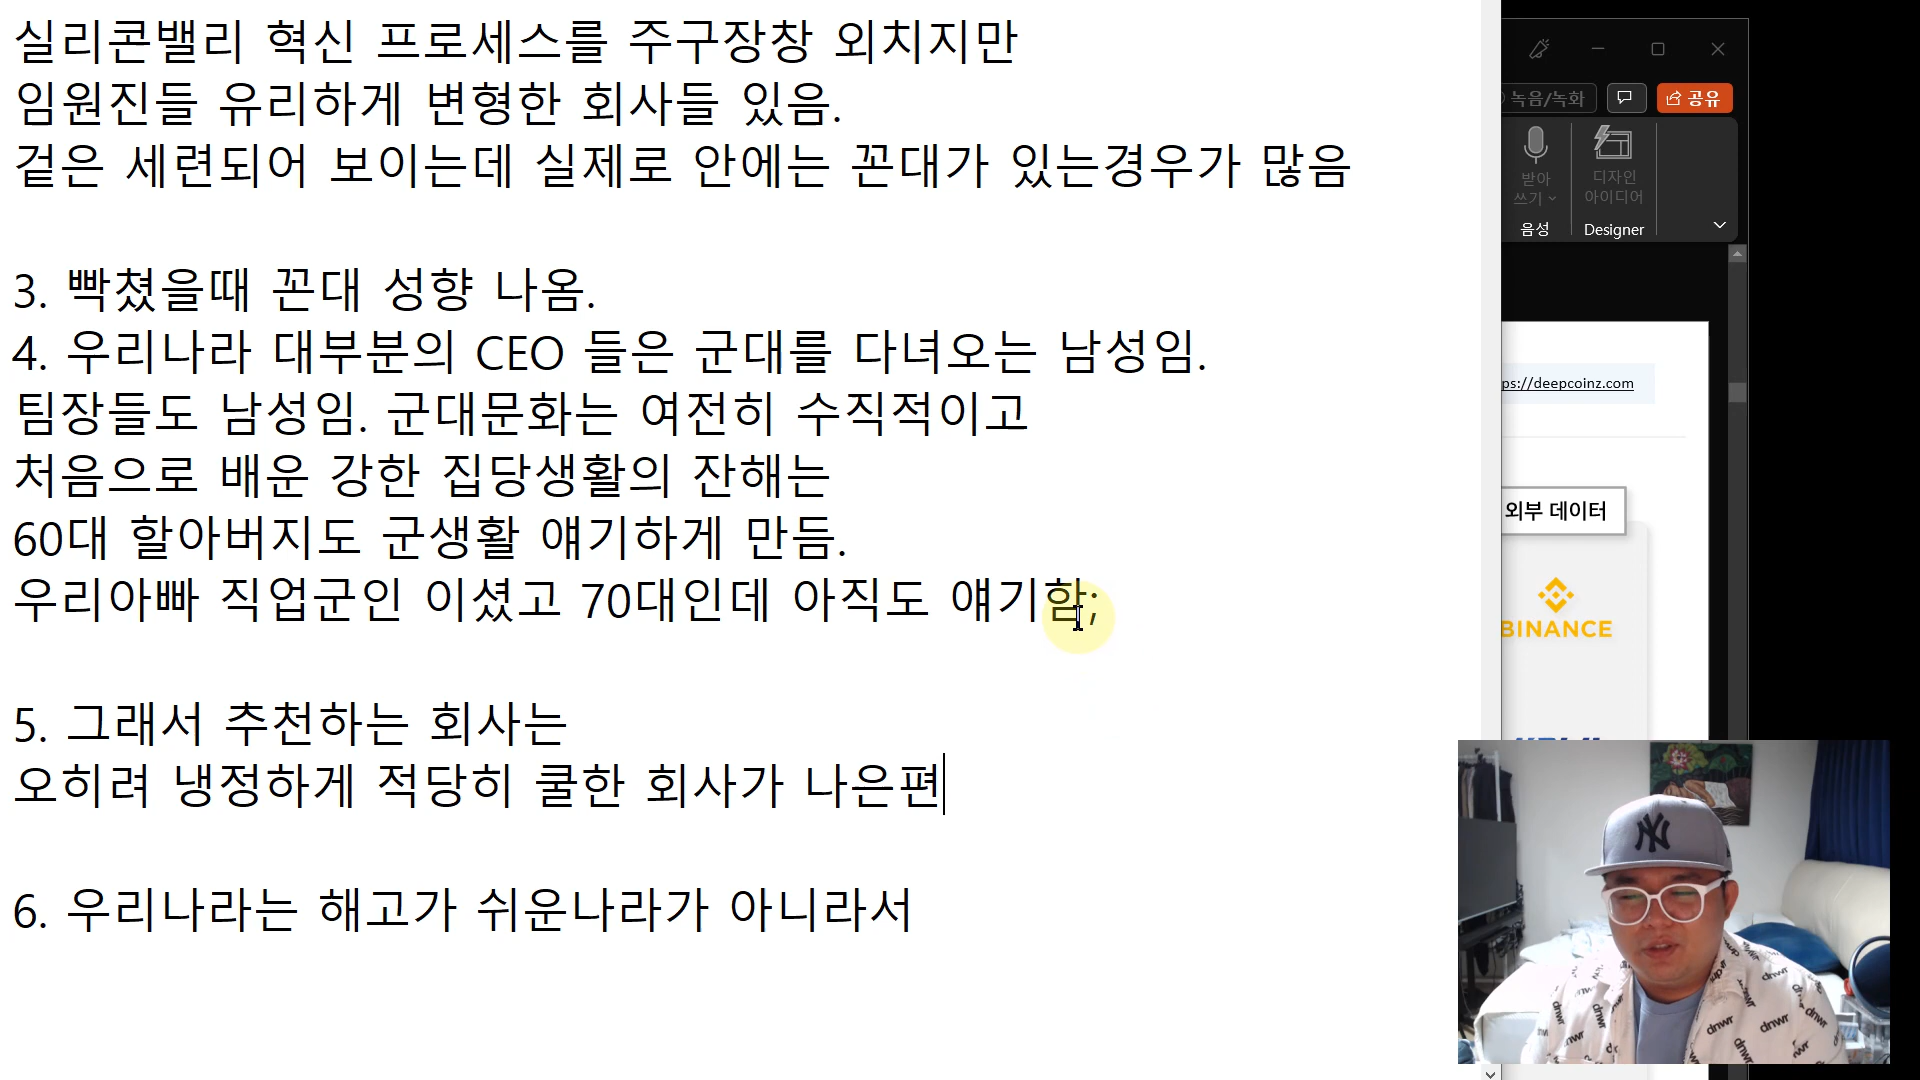 실리콘밸리 혁신 프로세스를 주구장창 외치지만
임원진들 유리하게 변형한 회사들 있음.
겉은 세련되어 보이는데 실제로 안에는 꼰대가 있는경우가 많음
3. 빡쳤을때 꼰대 성향 나옴.
4. 우리나라 대부분의 CEO 들은 군대를 다녀오는 남성임.
팀장들도 남성임. 군대문화는 여전히 수직적이고
처음으로 배운 강한 집당생활의 잔해는
60대 할아버지도 군생활 얘기하게 만듬.
우리아빠 직업군인 이셨고 70대인데 아직도 얘기함;
5. 그래서 추천하는 회사는
오히려 냉정하게 적당히 쿨한 회사가 나은편
6. 우리나라는 해고가 쉬운나라가 아니라서
녹음/녹화
공유
받아
쓰기
디자인
아이디어
음성
Designer
ps://deepcoinz.com
외부 데이터
BINANCE
NY
dnwr
dnwr
dnwr
dnwr